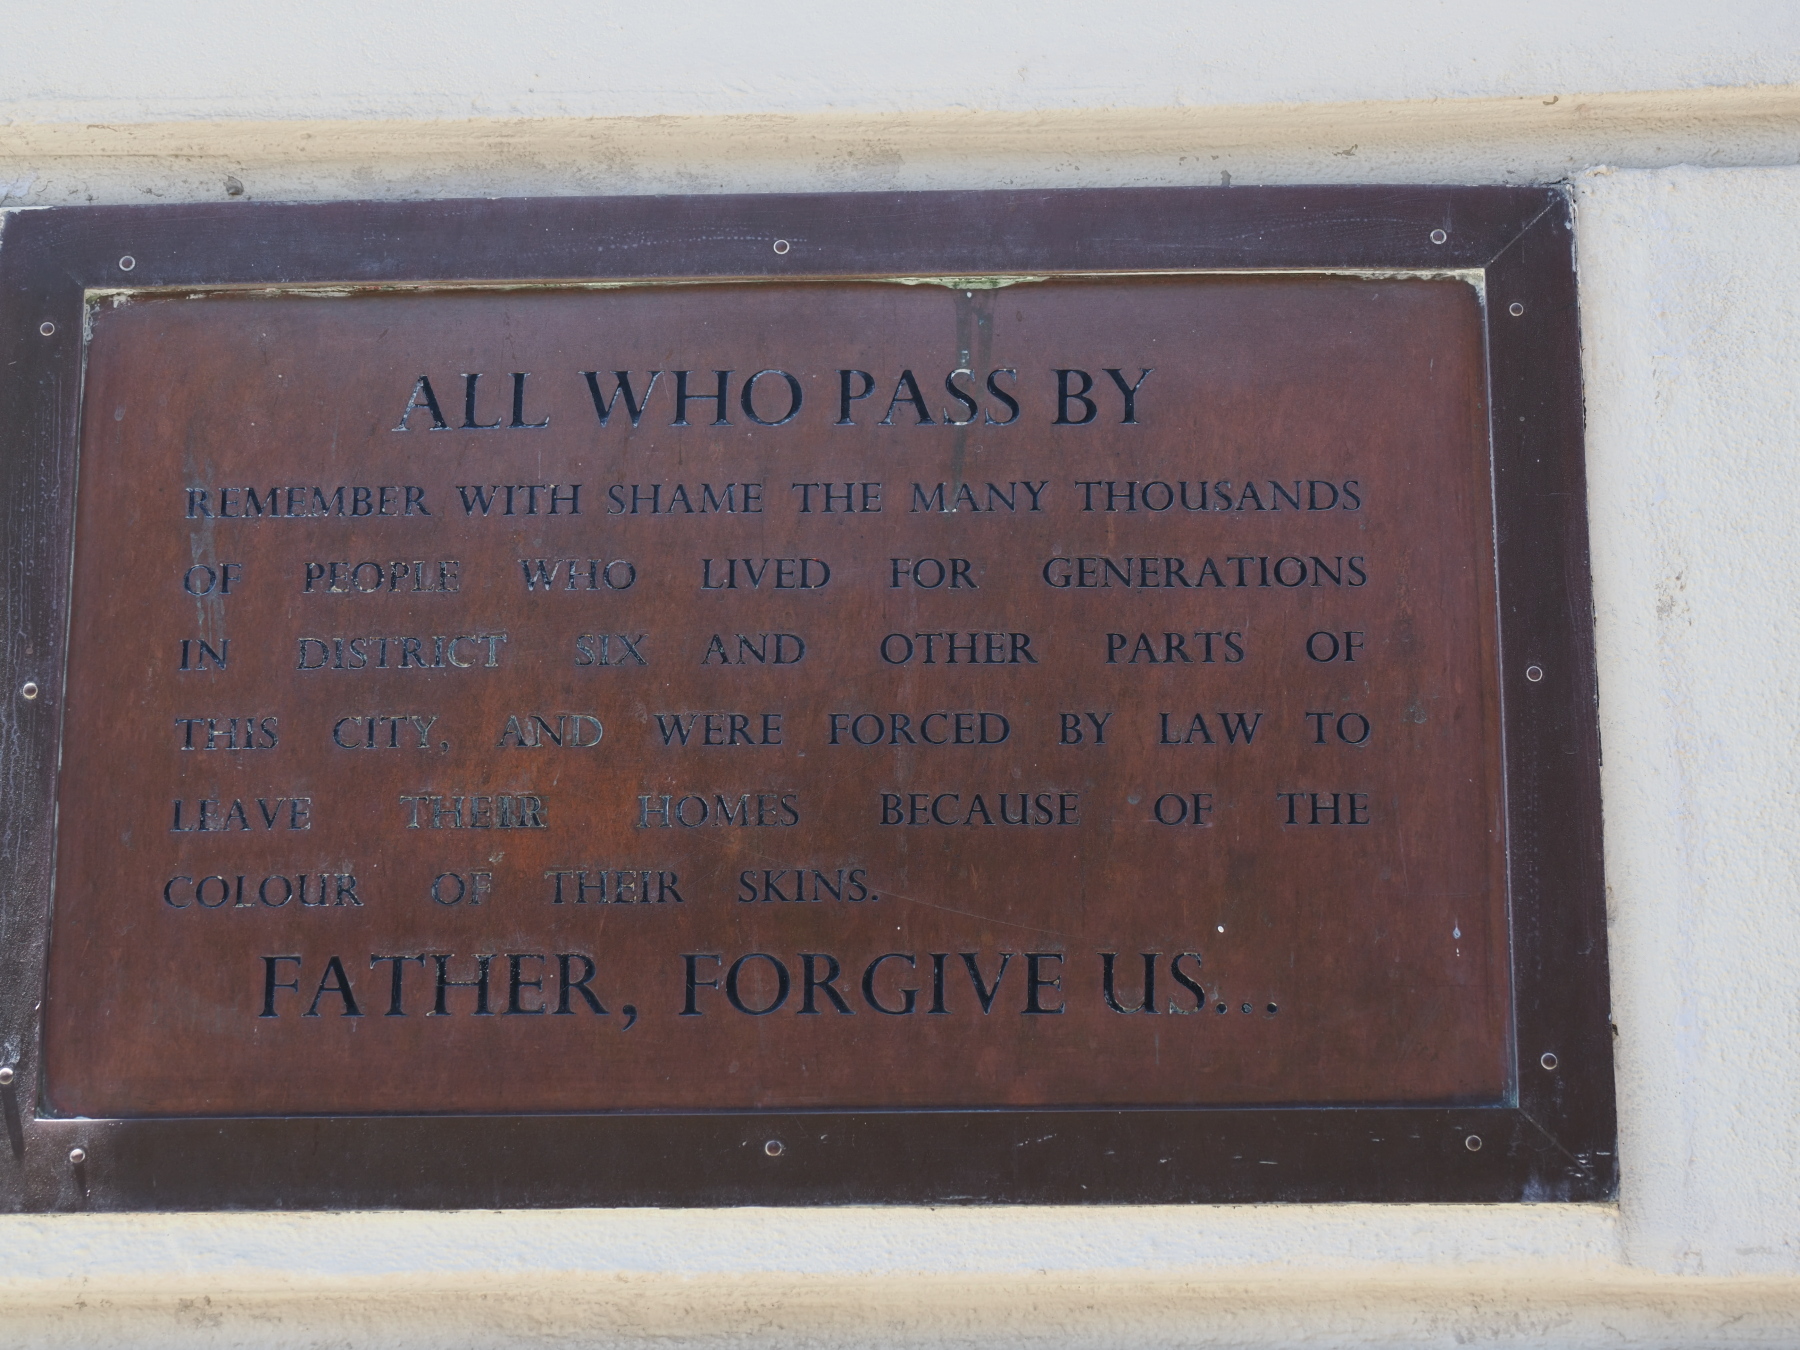 ALL WHO PASS BY
REMEMBER WITH SHAME THE MANY THOUSANDS
OF PEOPLE WHO LIVED FOR GENERATIONS
IN DISTRICT SIX AND OTHER PARTS OF
THIS CITY, AND WERE FORCED BY LAW TO
LEAVE THEIR HOMES BECAUSE OF THE
COLOUR OF THEIR SKINS.
FATHER, FORGIVE US...